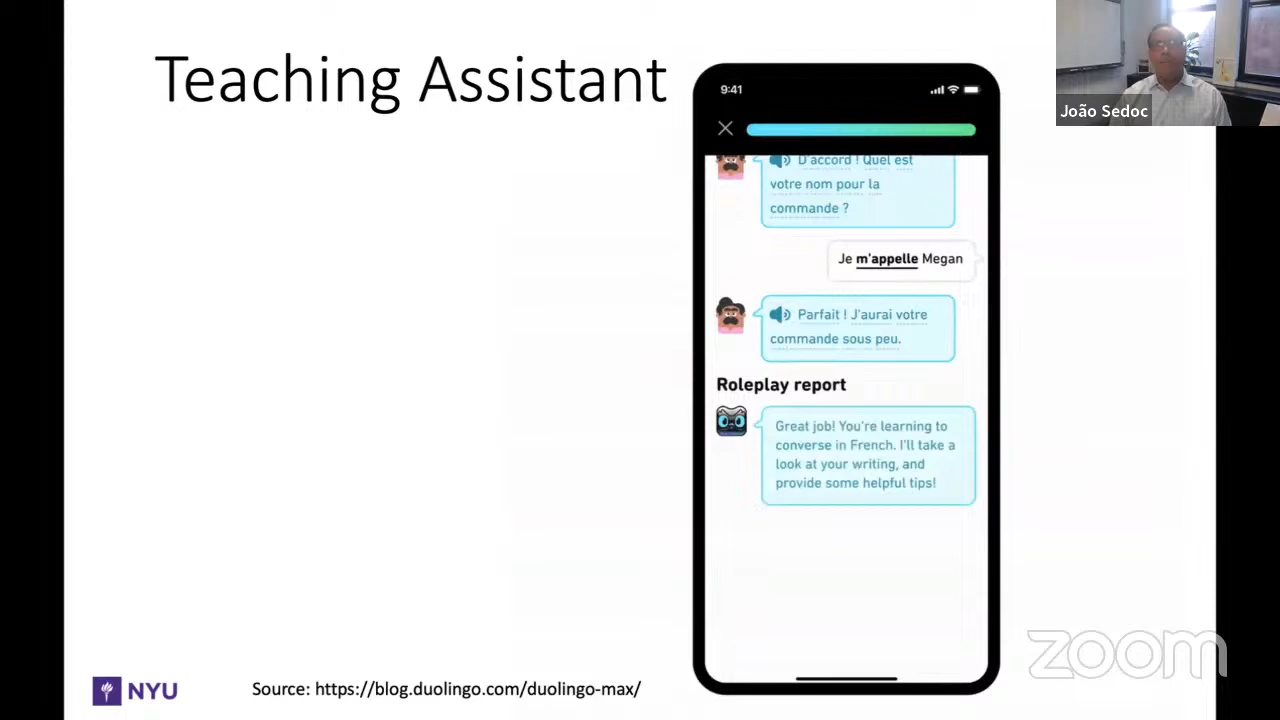 Teaching Assistant
João Sedoc
9:41
D'accord ! Quel est
votre nom pour la
commande ?
Je m'appelle Megan
Parfait ! J'aurai votre
commande sous peu.
Roleplay report
Great job! You're learning to
converse in French. I'll take a
look at your writing, and
provide some helpful tips!
NYU
Source: https://blog.duolingo.com/duolingo-max/
zoom